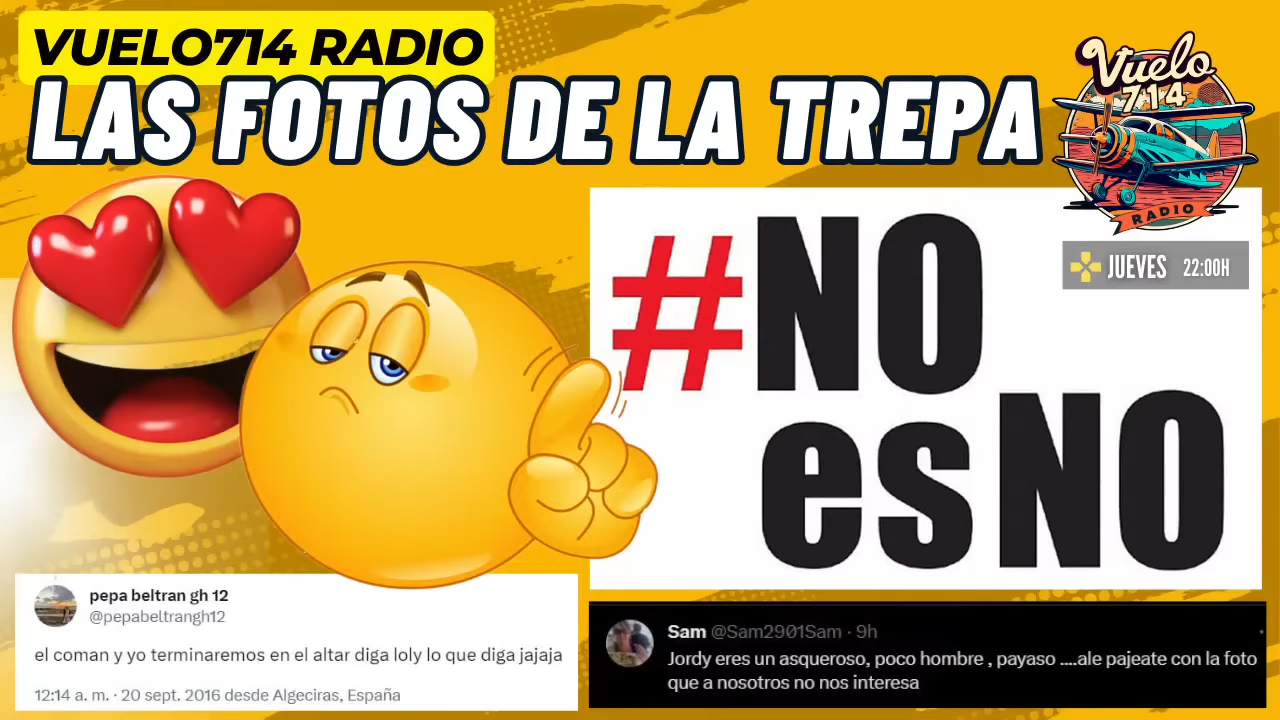 VUELO714 RADIO
LAS FOTOS DE LA TREPA
Vuelo
714
RADIO
JUEVES 22:00H
#NO
es NO
pepa beltran gh 12
@pepabeltrangh12
el coman y yo terminaremos en el altar diga loly lo que diga jajaja
12:14 a. m. · 20 sept. 2016 desde Algeciras, España
Sam @Sam2901Sam · 9h
Jordy eres un asqueroso, poco hombre , payaso ....ale pajeate con la foto
que a nosotros no nos interesa